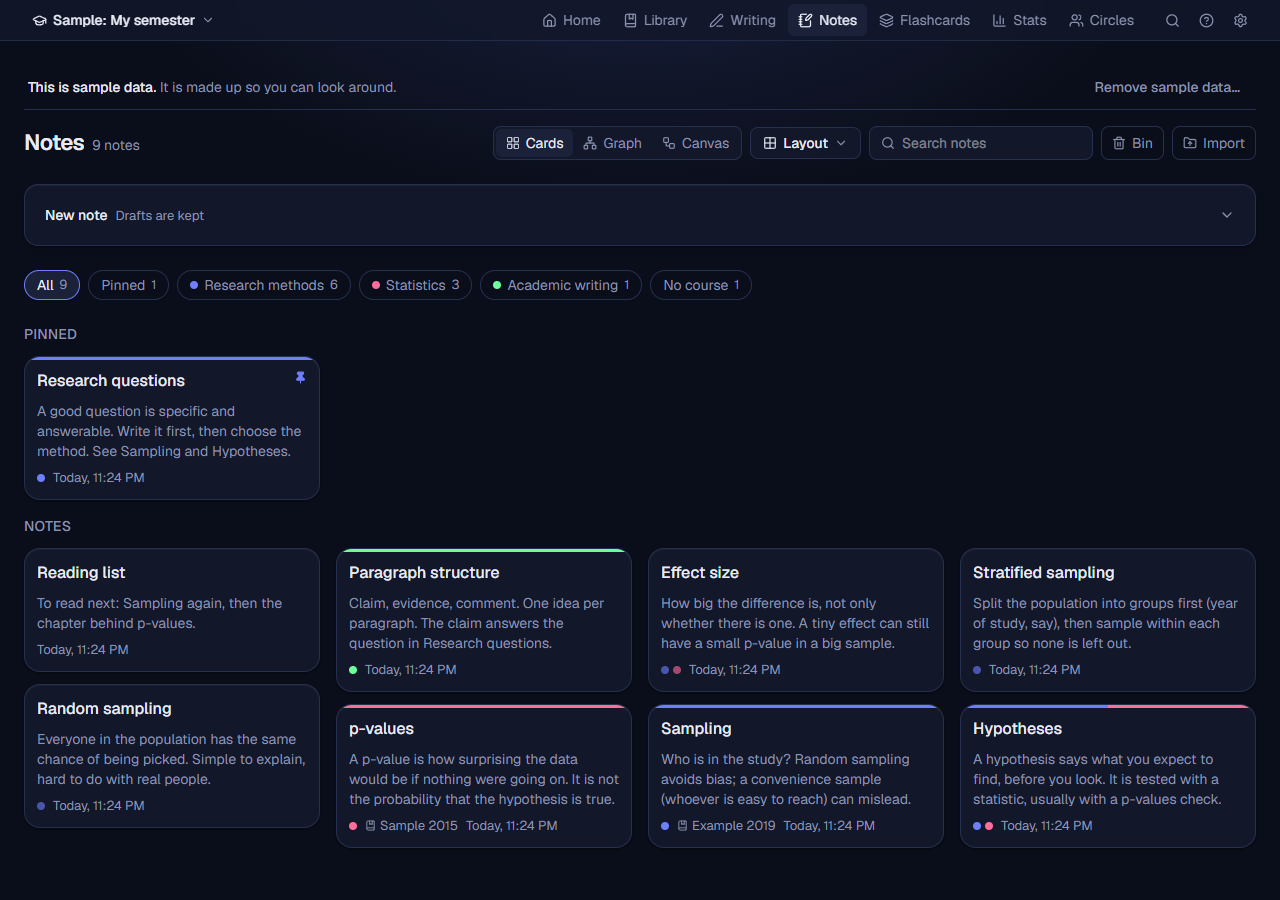 Sample: My semester
Home
Library
Writing
Notes
Flashcards
Stats
Circles
This is sample data. It is made up so you can look around.
Remove sample data...
Notes 9 notes
Cards
Graph
Canvas
Layout
Search notes
Bin
Import
New note Drafts are kept
All 9
Pinned 1
Research methods 6
Statistics 3
Academic writing 1
No course 1
PINNED
Research questions
A good question is specific and
answerable. Write it first, then choose the
method. See Sampling and Hypotheses.
Today, 11:24 PM
NOTES
Reading list
To read next: Sampling again, then the
chapter behind p-values.
Today, 11:24 PM
Paragraph structure
Claim, evidence, comment. One idea per
paragraph. The claim answers the
question in Research questions.
Today, 11:24 PM
Effect size
How big the difference is, not only
whether there is one. A tiny effect can still
have a small p-value in a big sample.
Today, 11:24 PM
Stratified sampling
Split the population into groups first (year
of study, say), then sample within each
group so none is left out.
Today, 11:24 PM
Random sampling
Everyone in the population has the same
chance of being picked. Simple to explain,
hard to do with real people.
Today, 11:24 PM
p-values
A p-value is how surprising the data
would be if nothing were going on. It is not
the probability that the hypothesis is true.
Sample 2015 Today, 11:24 PM
Sampling
Who is in the study? Random sampling
avoids bias; a convenience sample
(whoever is easy to reach) can mislead.
Example 2019 Today, 11:24 PM
Hypotheses
A hypothesis says what you expect to
find, before you look. It is tested with a
statistic, usually with a p-values check.
Today, 11:24 PM